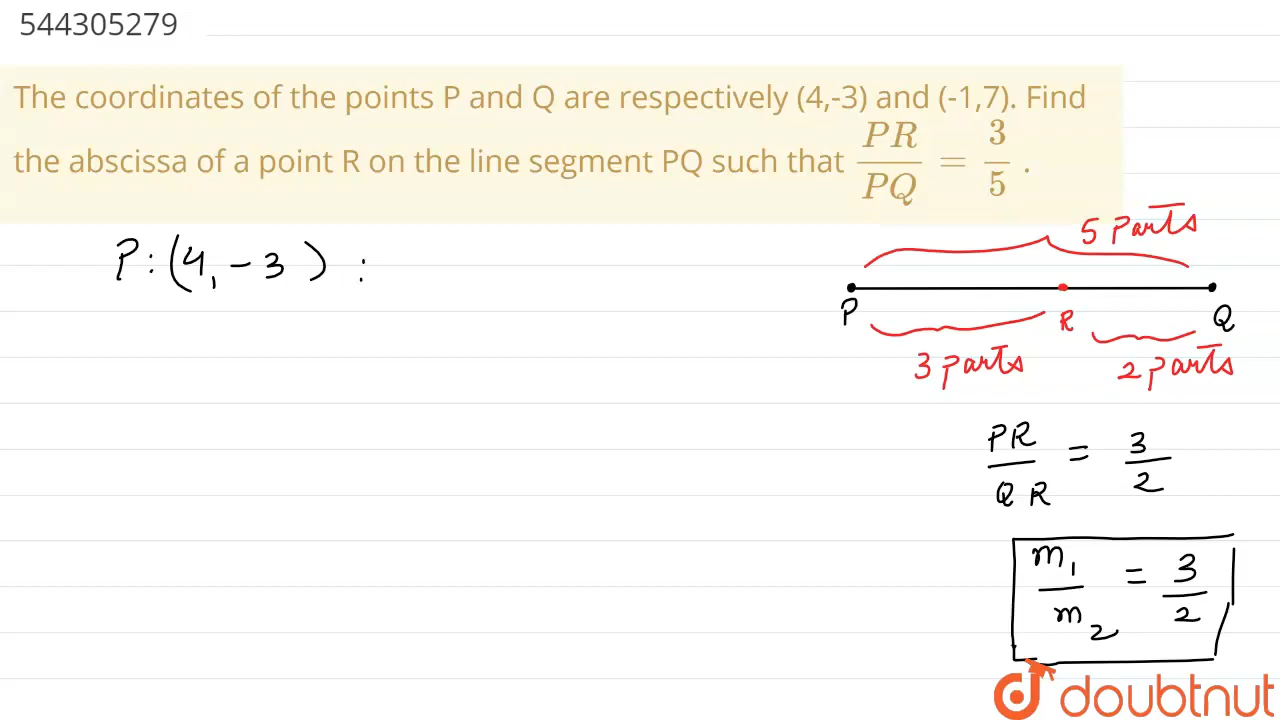 544305279
The coordinates of the points P and Q are respectively (4,-3) and (-1,7). Find
the abscissa of a point R on the line segment PQ such that PR/PQ = 3/5 .
5 Parts
P : (4, -3) :
P R Q
3 parts 2 parts
PR/QR = 3/2
m₁/m₂ = 3/2
doubtnut